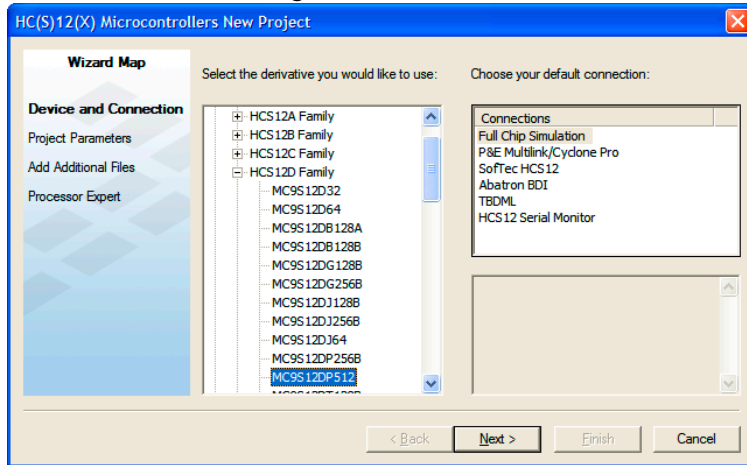 HC(S)12(X) Microcontrollers New Project
Wizard Map
Device and Connection
Project Parameters
Add Additional Files
Processor Expert
Select the derivative you would like to use:
HCS12A Family
HCS12B Family
HCS12C Family
HCS12D Family
MC9S12D32
MC9S12D64
MC9S12DB128A
MC9S12DB128B
MC9S12DG128B
MC9S12DG256B
MC9S12DJ128B
MC9S12DJ256B
MC9S12DJ64
MC9S12DP256B
MC9S12DP512
Choose your default connection:
Connections
Full Chip Simulation
P&E Multilink/Cyclone Pro
SofTec HCS12
Abatron BDI
TBDML
HCS12 Serial Monitor
< Back
Next >
Finish
Cancel